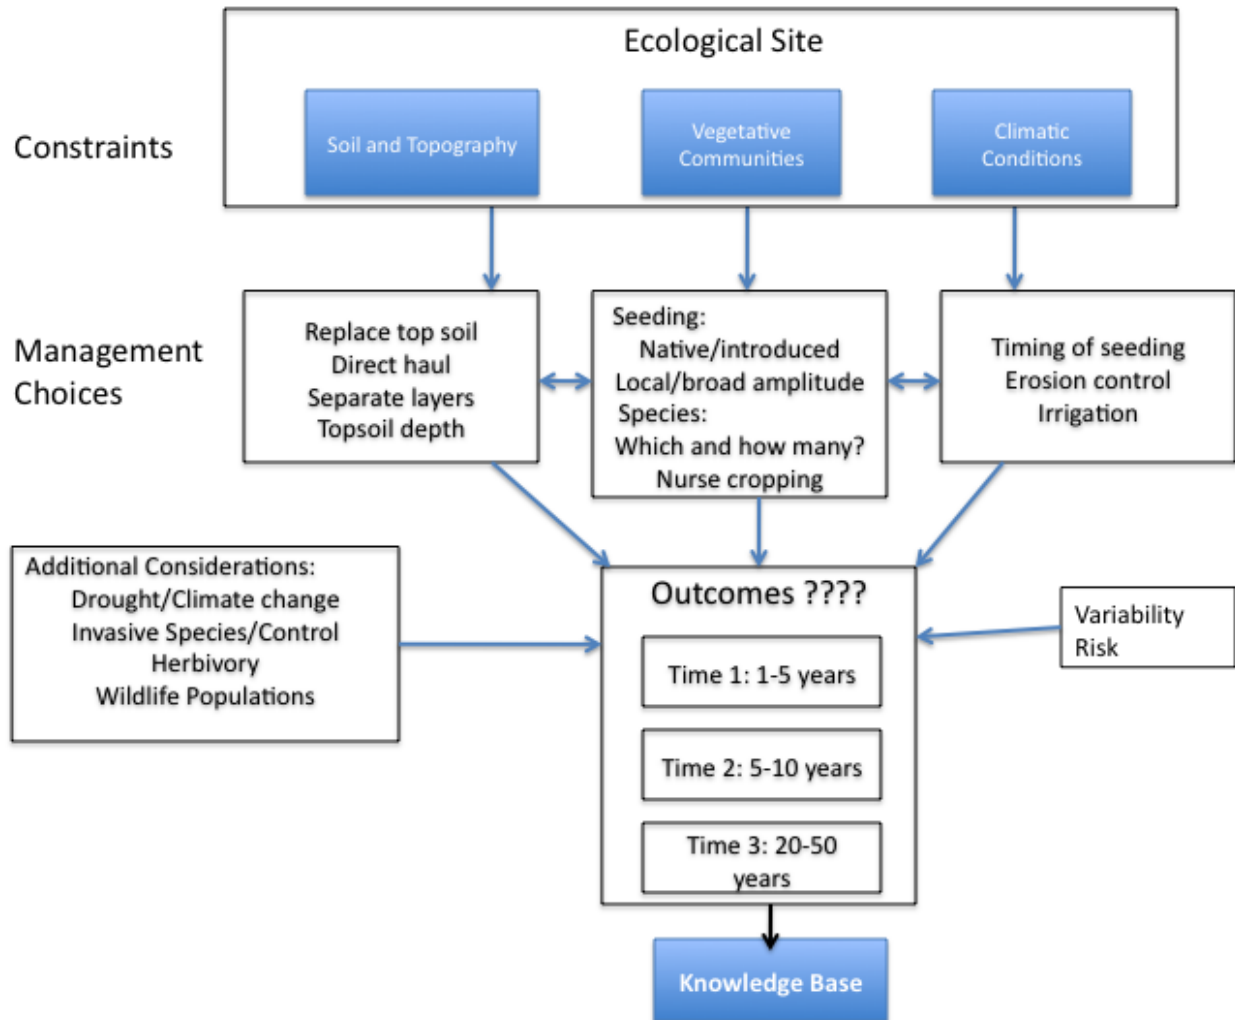 Ecological Site
Constraints
Soil and Topography
Vegetative
Communities
Climatic
Conditions
Management
Choices
Replace top soil
Direct haul
Separate layers
Topsoil depth
Seeding:
Native/introduced
Local/broad amplitude
Species:
Which and how many?
Nurse cropping
Timing of seeding
Erosion control
Irrigation
Additional Considerations:
Drought/Climate change
Invasive Species/Control
Herbivory
Wildlife Populations
Outcomes ????
Time 1: 1-5 years
Time 2: 5-10 years
Time 3: 20-50
years
Variability
Risk
Knowledge Base